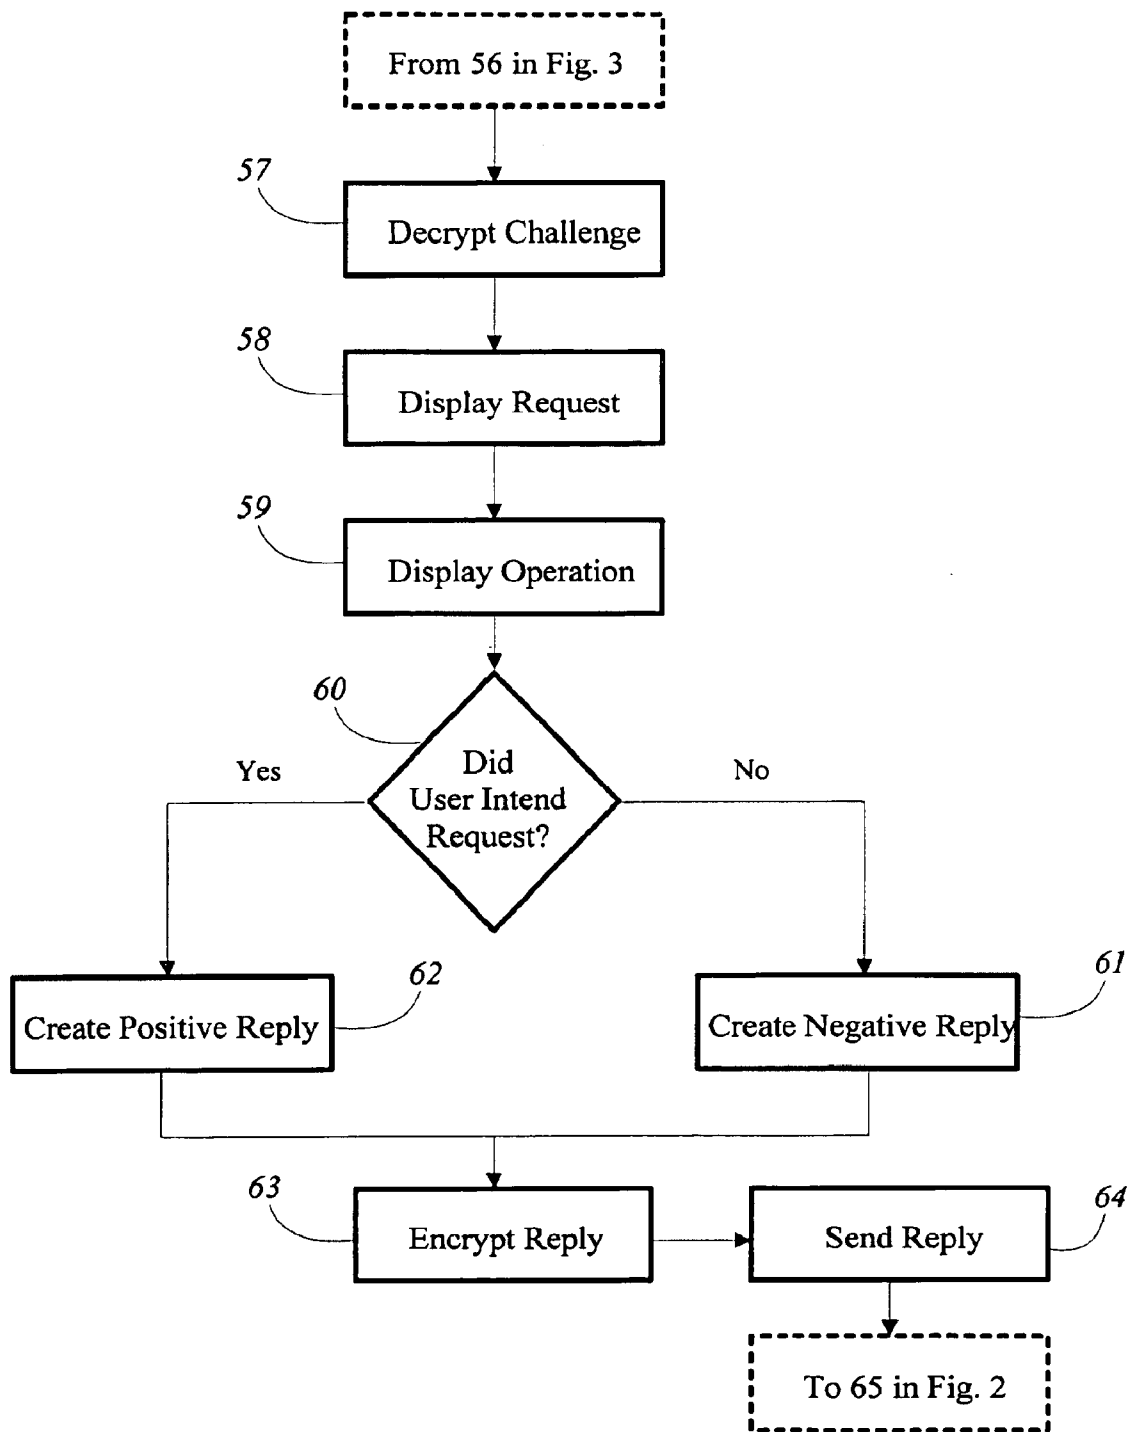 From 56 in Fig. 3
57
Decrypt Challenge
58
Display Request
59
Display Operation
60
Did
User Intend
Request?
Yes
No
62
Create Positive Reply
61
Create Negative Reply
63
Encrypt Reply
64
Send Reply
To 65 in Fig. 2